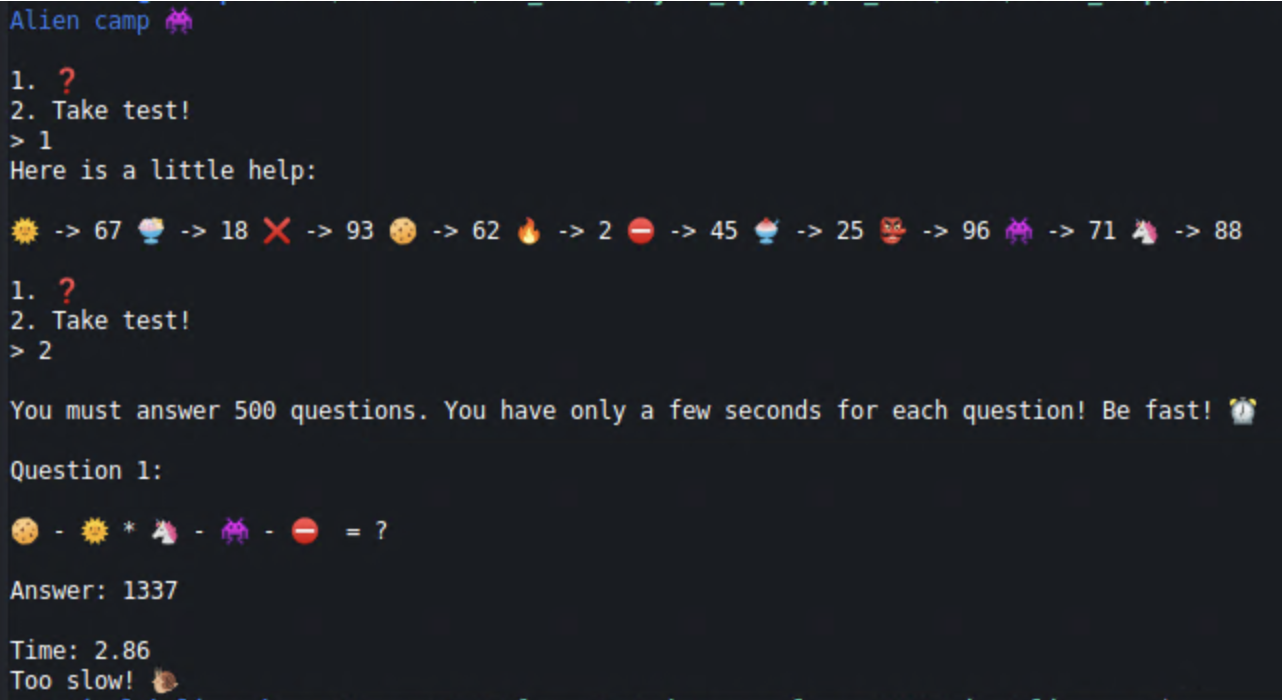 Alien camp 👾
1. ❓
2. Take test!
> 1
Here is a little help:
🌞 -> 67 🍨 -> 18 ❌ -> 93 🍪 -> 62 🔥 -> 2 ⛔ -> 45 🍧 -> 25 👺 -> 96 👾 -> 71 🦄 -> 88
1. ❓
2. Take test!
> 2
You must answer 500 questions. You have only a few seconds for each question! Be fast! ⏰
Question 1:
🍪 - 🌞 * 🦄 - 👾 - ⛔  = ?
Answer: 1337
Time: 2.86
Too slow! 🐌